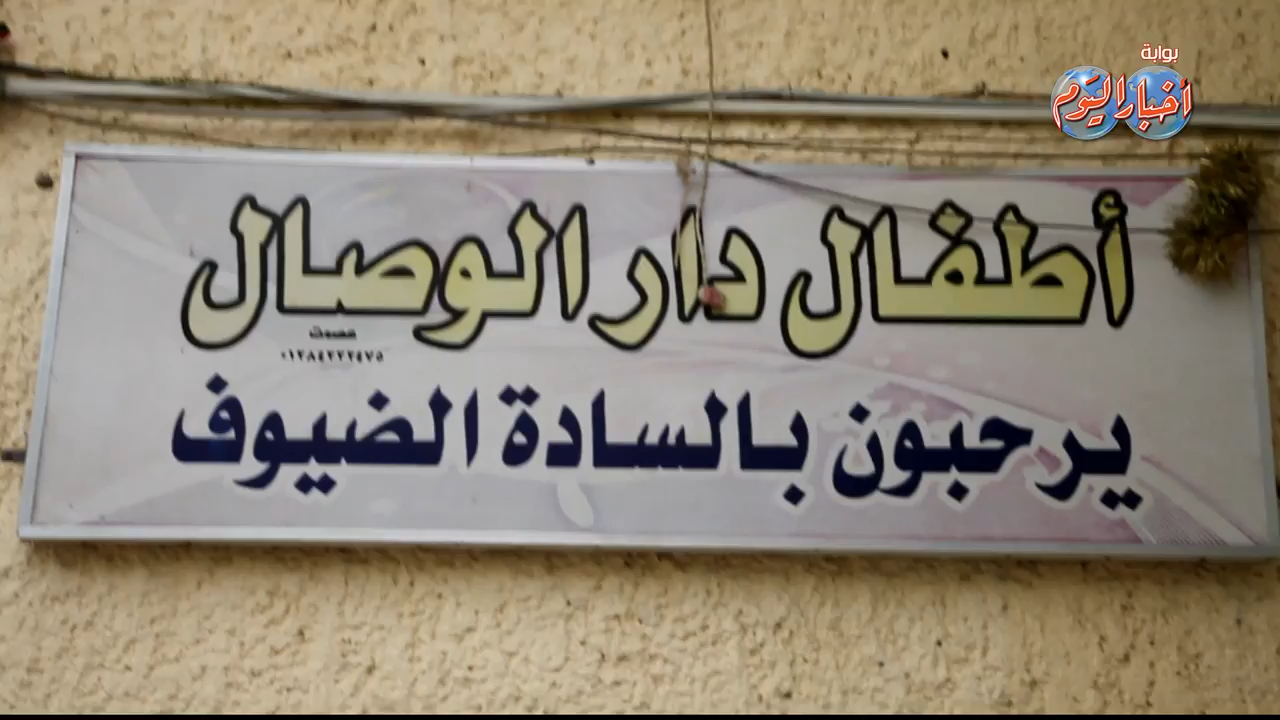 بوابة
أخبار اليوم
أطفال دار الوصال
يرحبون بالسادة الضيوف